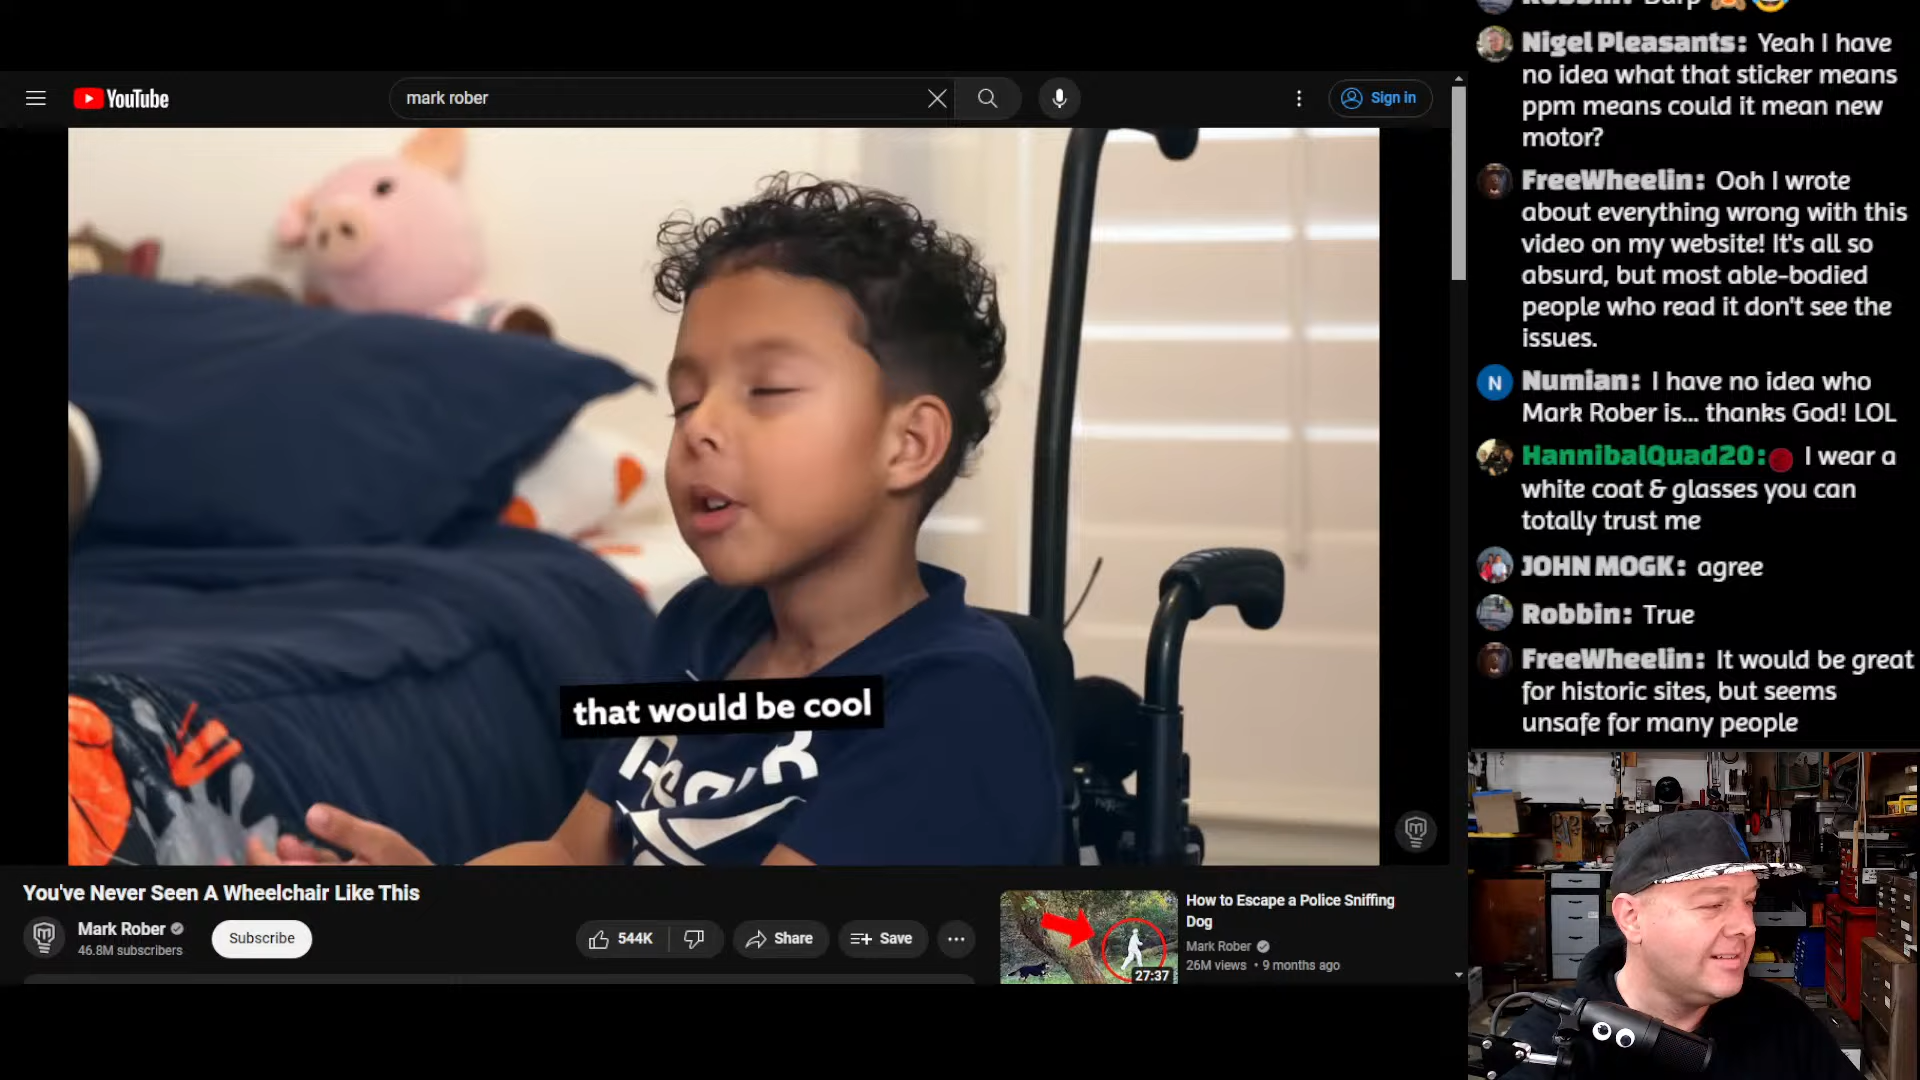 YouTube
mark rober
Sign in
that would be cool
You've Never Seen A Wheelchair Like This
Mark Rober
46.8M subscribers
Subscribe
544K
Share
Save
27:37
How to Escape a Police Sniffing
Dog
Mark Rober
26M views • 9 months ago
Nigel Pleasants: Yeah I have
no idea what that sticker means
ppm means could it mean new
motor?
FreeWheelin: Ooh I wrote
about everything wrong with this
video on my website! It's all so
absurd, but most able-bodied
people who read it don't see the
issues.
N
Numian: I have no idea who
Mark Rober is... thanks God! LOL
HannibalQuad20: I wear a
white coat & glasses you can
totally trust me
JOHN MOGK: agree
Robbin: True
FreeWheelin: It would be great
for historic sites, but seems
unsafe for many people